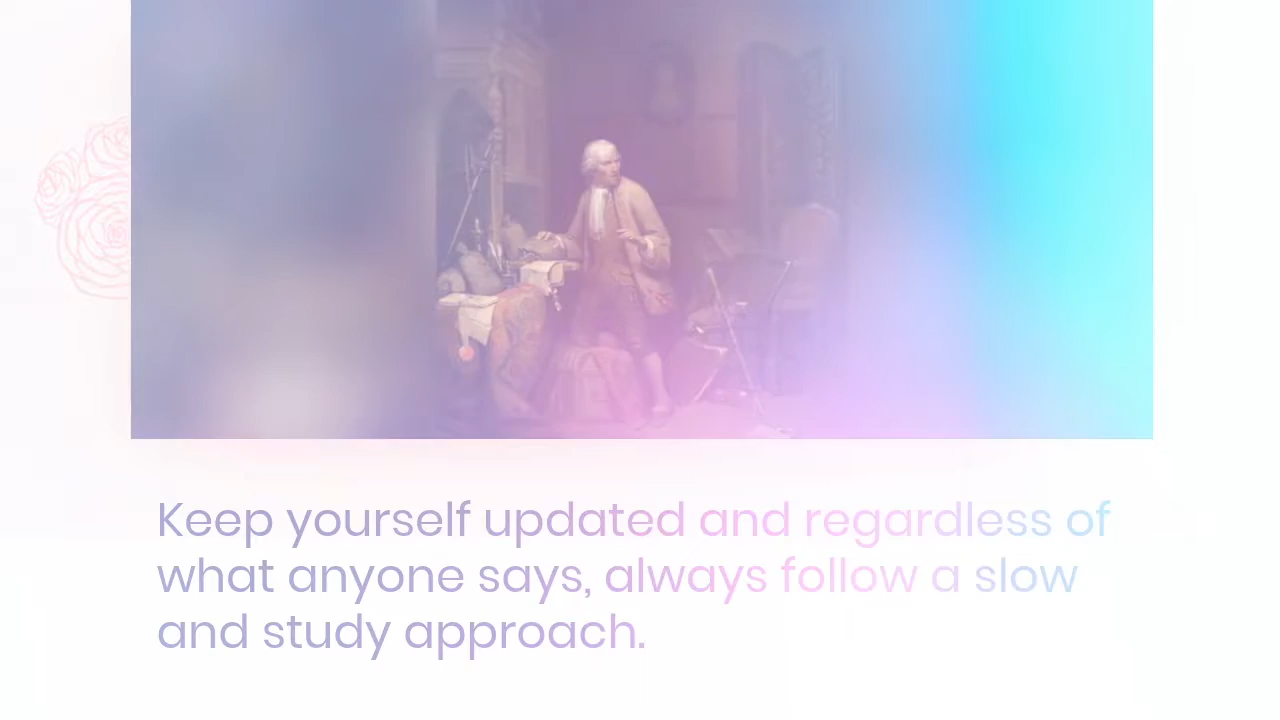 Keep yourself updated and regardless of
what anyone says, always follow a slow
and study approach.